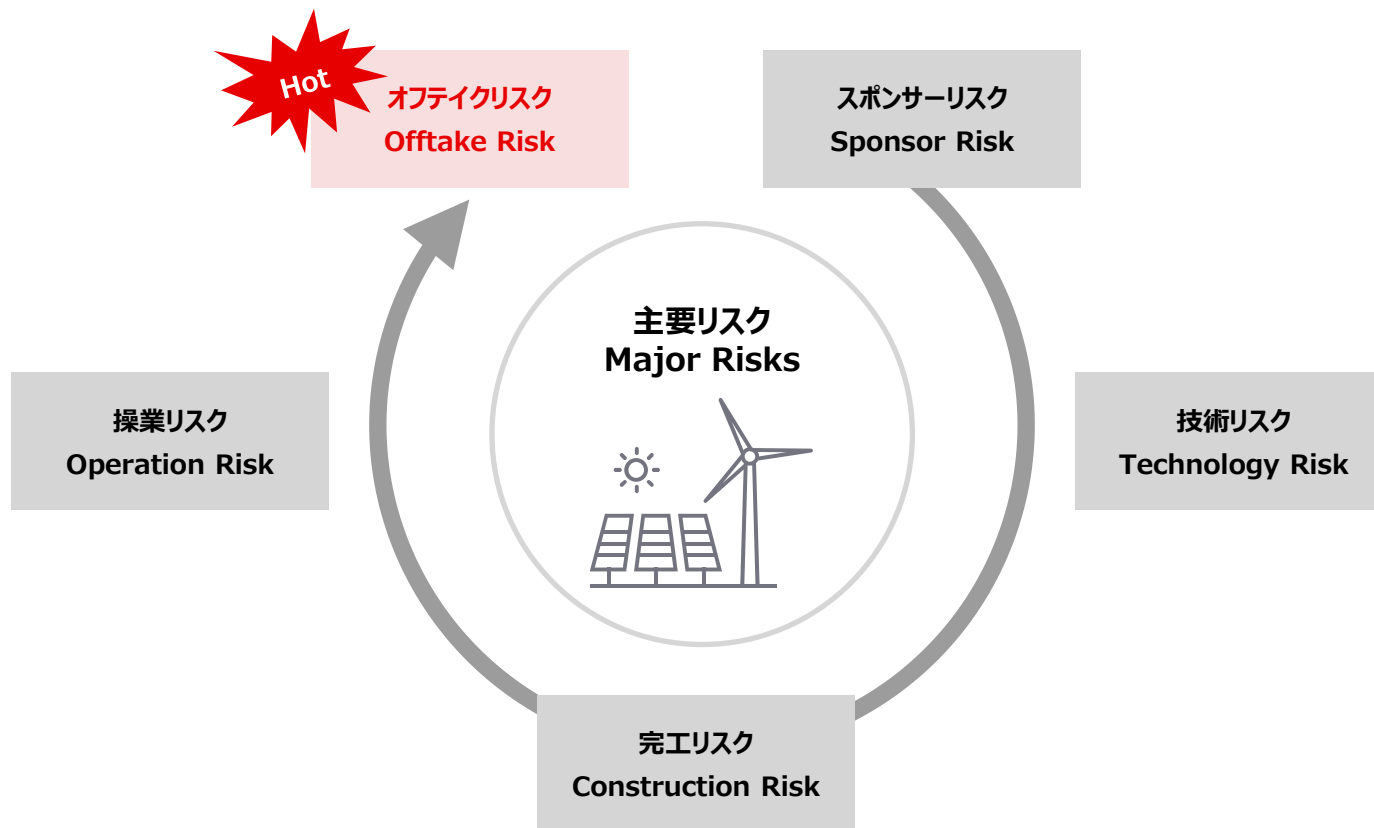 Hot
オフテイクリスク
Offtake Risk
スポンサーリスク
Sponsor Risk
主要リスク
Major Risks
操業リスク
Operation Risk
技術リスク
Technology Risk
完工リスク
Construction Risk